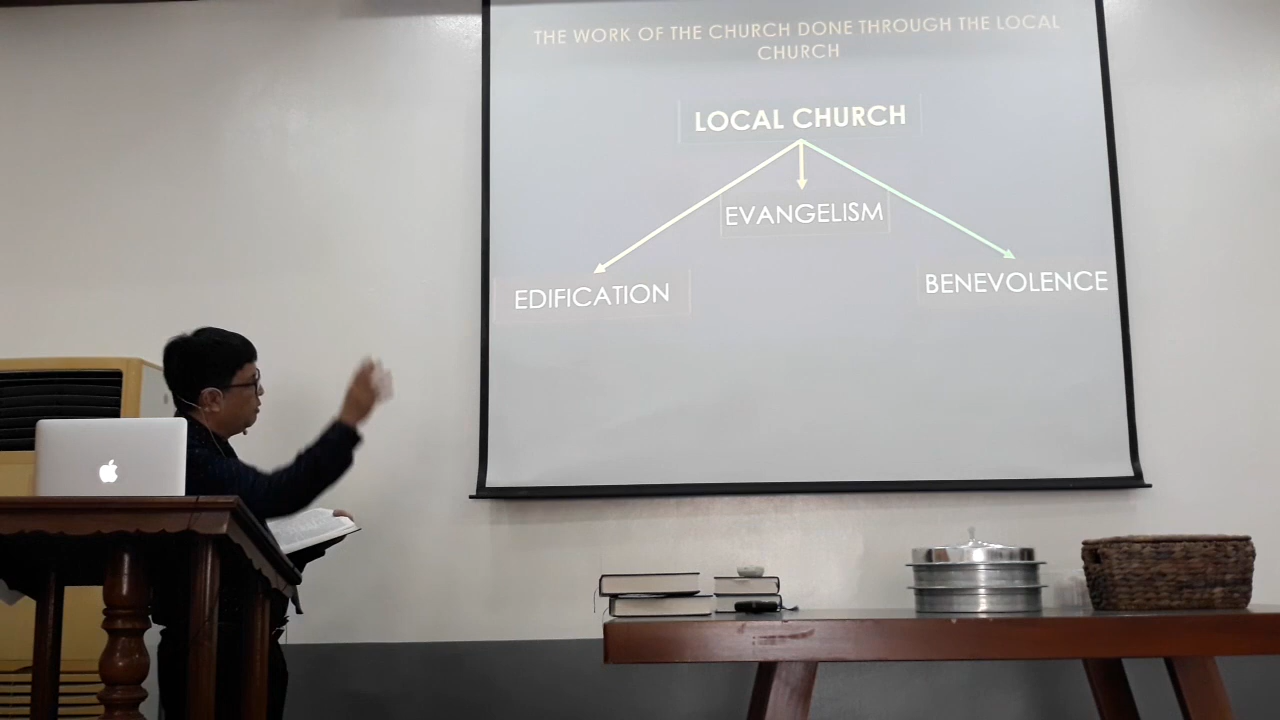 THE WORK OF THE CHURCH DONE THROUGH THE LOCAL
CHURCH
LOCAL CHURCH
EVANGELISM
EDIFICATION
BENEVOLENCE